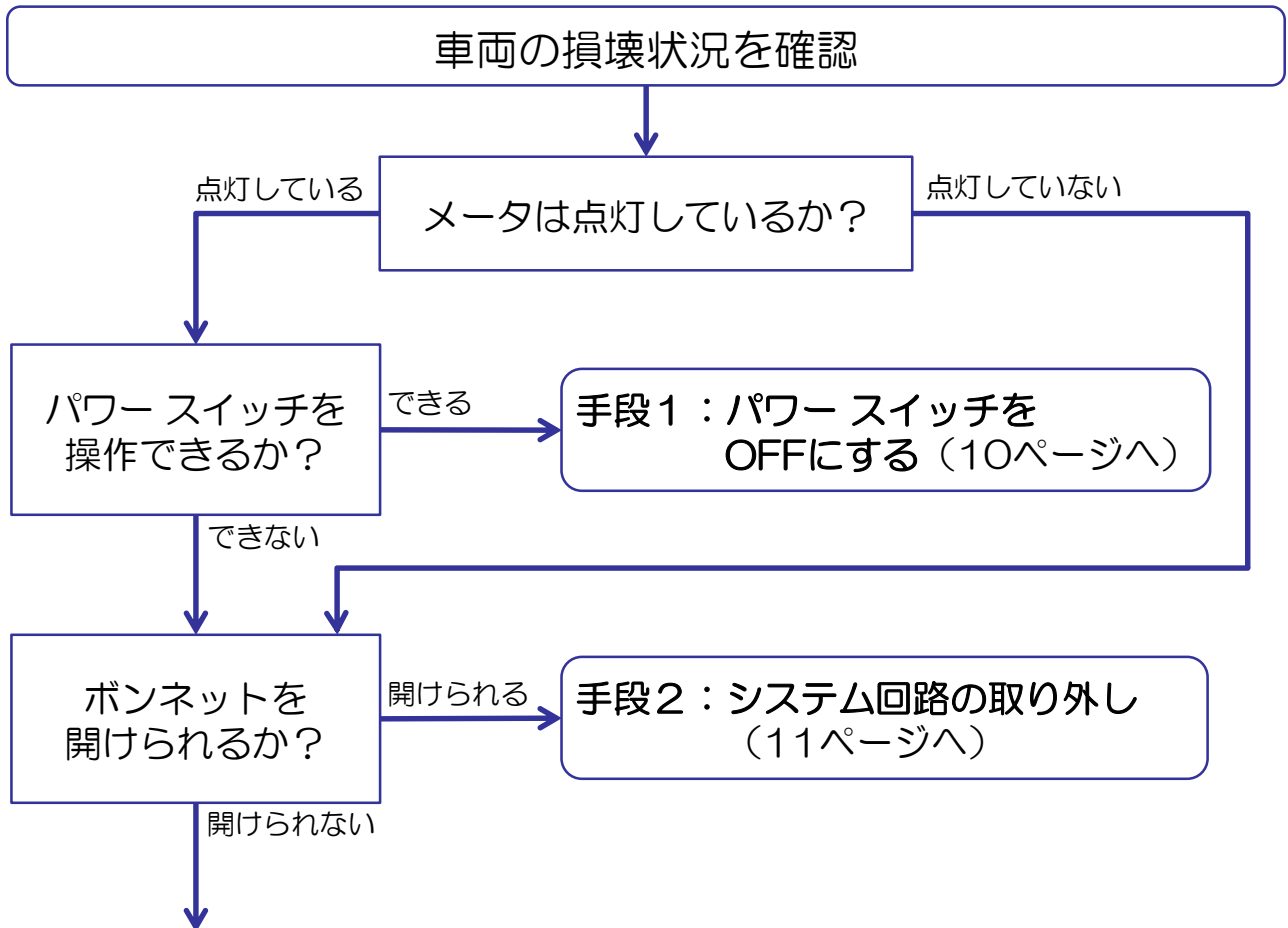 車両の損壊状況を確認
点灯している
メータは点灯しているか？
点灯していない
パワー スイッチを
操作できるか？
できる
手段１：パワー スイッチを
OFFにする（10ページへ）
できない
ボンネットを
開けられるか？
開けられる
手段２：システム回路の取り外し
（11ページへ）
開けられない